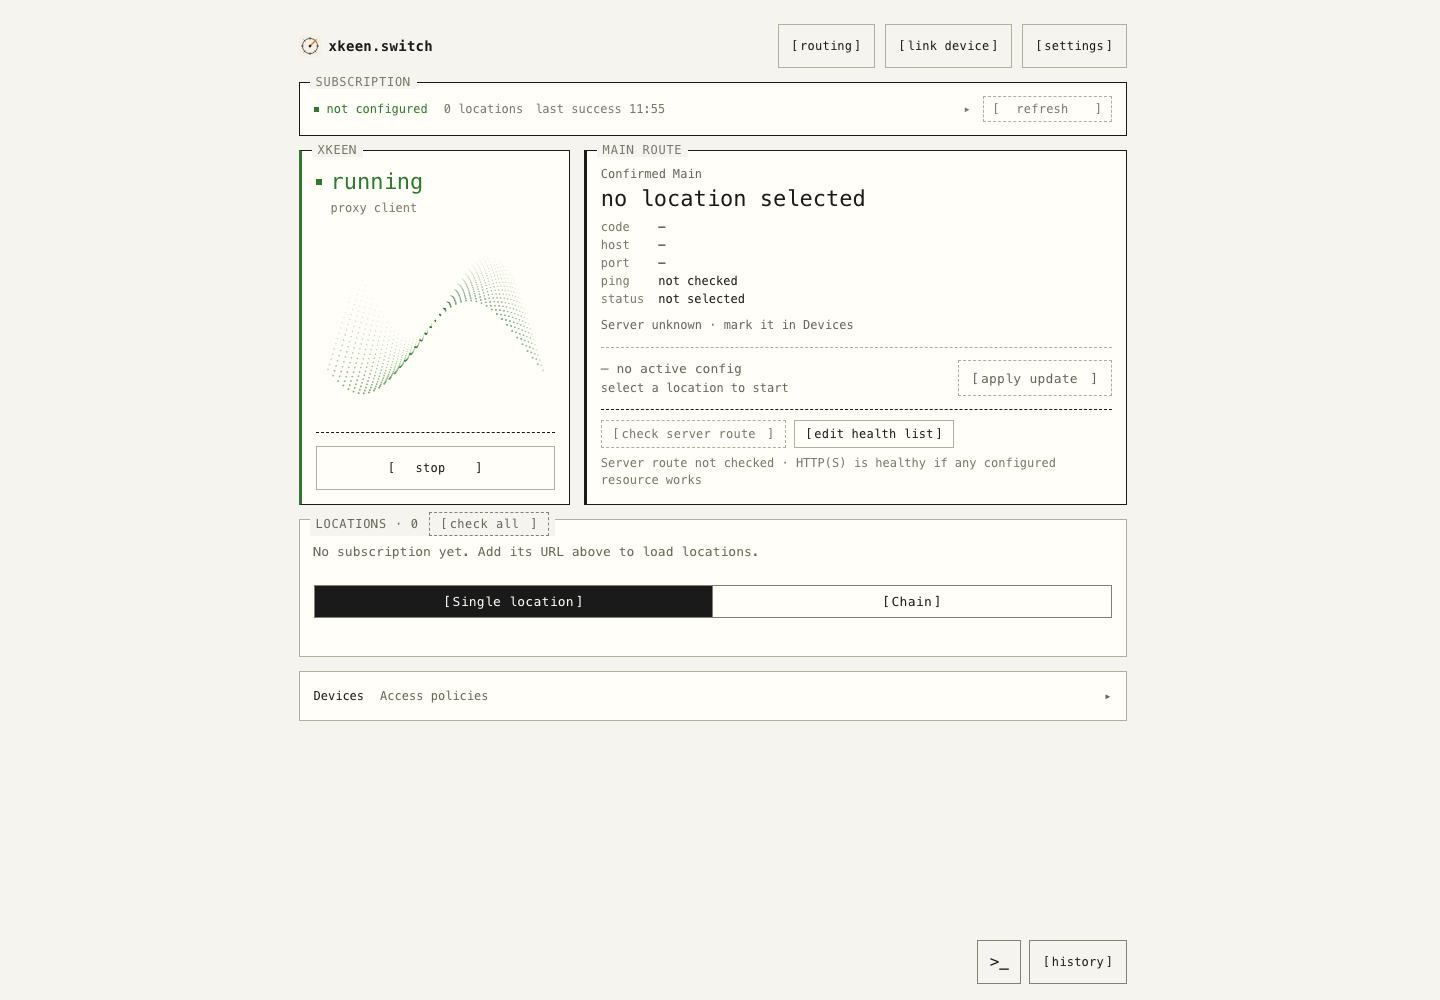 xkeen.switch
[routing] [link device] [settings]
SUBSCRIPTION
not configured 0 locations last success 11:55 ▸ [ refresh ]
XKEEN
running
proxy client
[ stop ]
MAIN ROUTE
Confirmed Main
no location selected
code —
host —
port —
ping not checked
status not selected
Server unknown · mark it in Devices
— no active config
select a location to start
[apply update ]
[check server route ] [edit health list]
Server route not checked · HTTP(S) is healthy if any configured
resource works
LOCATIONS · 0 [check all ]
No subscription yet. Add its URL above to load locations.
[Single location] [Chain]
Devices Access policies ▸
>_ [history]